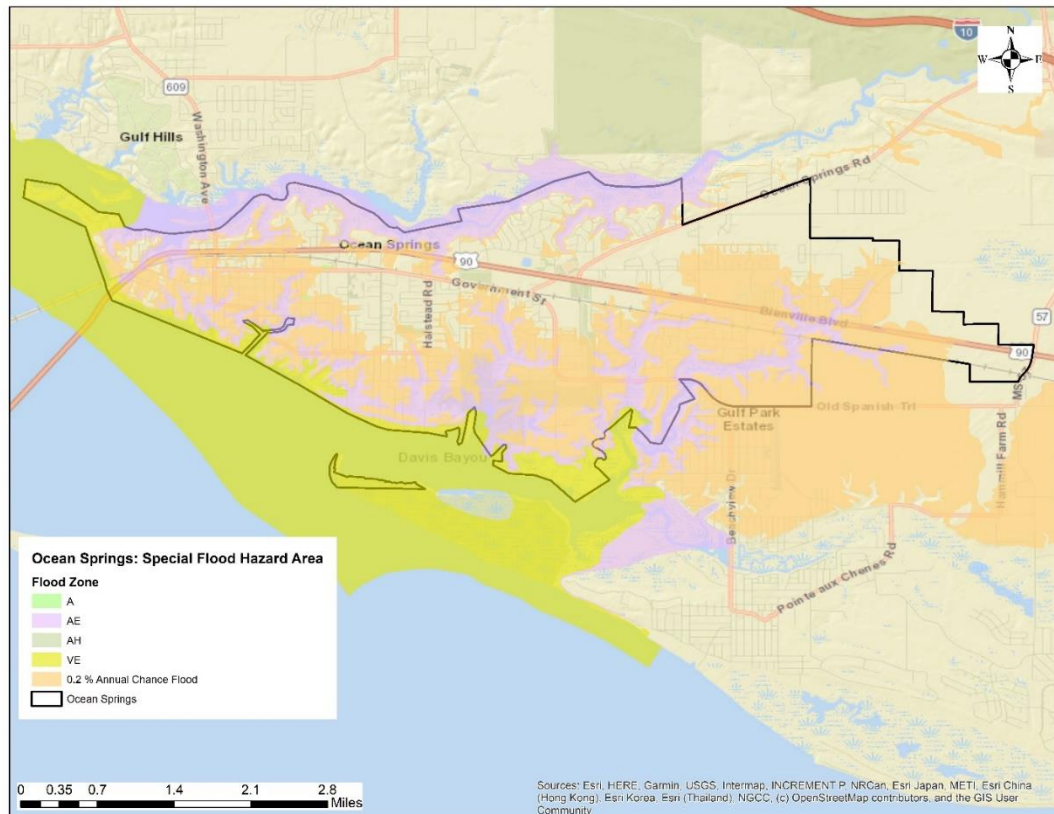 10
N
W E
S
609
Washington Ave
Gulf Hills
Ocean Springs Rd
Ocean Springs
90
Government St
Halstead Rd
Bienville Blvd
57
90
Old Spanish Trl
Gulf Park
Estates
Davis Bayou
Hammill Farm Rd
Pointe aux Chenes Rd
Ocean Springs: Special Flood Hazard Area
Flood Zone
A
AE
AH
VE
0.2 % Annual Chance Flood
Ocean Springs
0 0.35 0.7 1.4 2.1 2.8
Miles
Sources: Esri, HERE, Garmin, USGS, Intermap, INCREMENT P, NRCan, Esri Japan, METI, Esri China
(Hong Kong), Esri Korea, Esri (Thailand), NGCC, (c) OpenStreetMap contributors, and the GIS User
Community